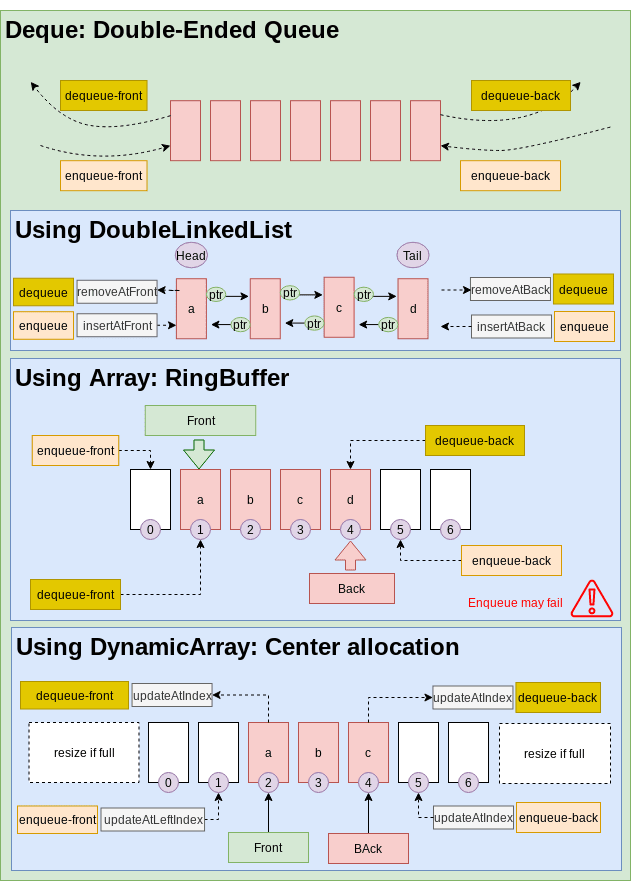 Deque: Double-Ended Queue
dequeue-front
dequeue-back
enqueue-front
enqueue-back
Using DoubleLinkedList
Head
Tail
dequeue
removeAtFront
a
ptr
b
ptr
c
ptr
d
removeAtBack
dequeue
enqueue
insertAtFront
ptr
ptr
ptr
insertAtBack
enqueue
Using Array: RingBuffer
Front
enqueue-front
dequeue-back
a
b
c
d
0
1
2
3
4
5
6
enqueue-back
dequeue-front
Back
Enqueue may fail
Using DynamicArray: Center allocation
dequeue-front
updateAtIndex
updateAtIndex
dequeue-back
resize if full
a
b
c
resize if full
0
1
2
3
4
5
6
enqueue-front
updateAtLeftIndex
updateAtIndex
enqueue-back
Front
BAck